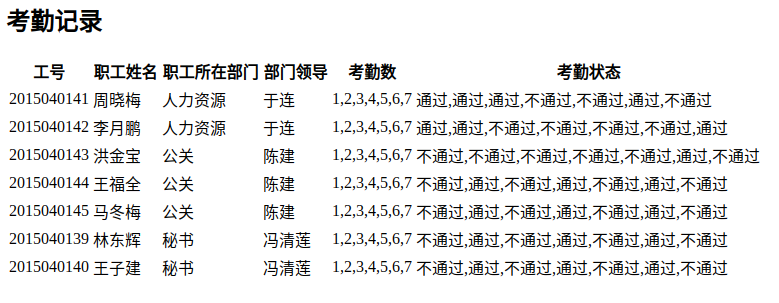 考勤记录
工号 职工姓名 职工所在部门 部门领导 考勤数 考勤状态
2015040141 周晓梅 人力资源 于连 1,2,3,4,5,6,7 通过,通过,通过,不通过,不通过,通过,不通过
2015040142 李月鹏 人力资源 于连 1,2,3,4,5,6,7 通过,通过,不通过,不通过,不通过,不通过,通过
2015040143 洪金宝 公关 陈建 1,2,3,4,5,6,7 不通过,不通过,不通过,不通过,不通过,通过,不通过
2015040144 王福全 公关 陈建 1,2,3,4,5,6,7 不通过,通过,不通过,通过,不通过,通过,不通过
2015040145 马冬梅 公关 陈建 1,2,3,4,5,6,7 不通过,通过,不通过,通过,不通过,通过,不通过
2015040139 林东辉 秘书 冯清莲 1,2,3,4,5,6,7 不通过,通过,不通过,通过,不通过,通过,不通过
2015040140 王子建 秘书 冯清莲 1,2,3,4,5,6,7 不通过,通过,不通过,通过,不通过,通过,不通过